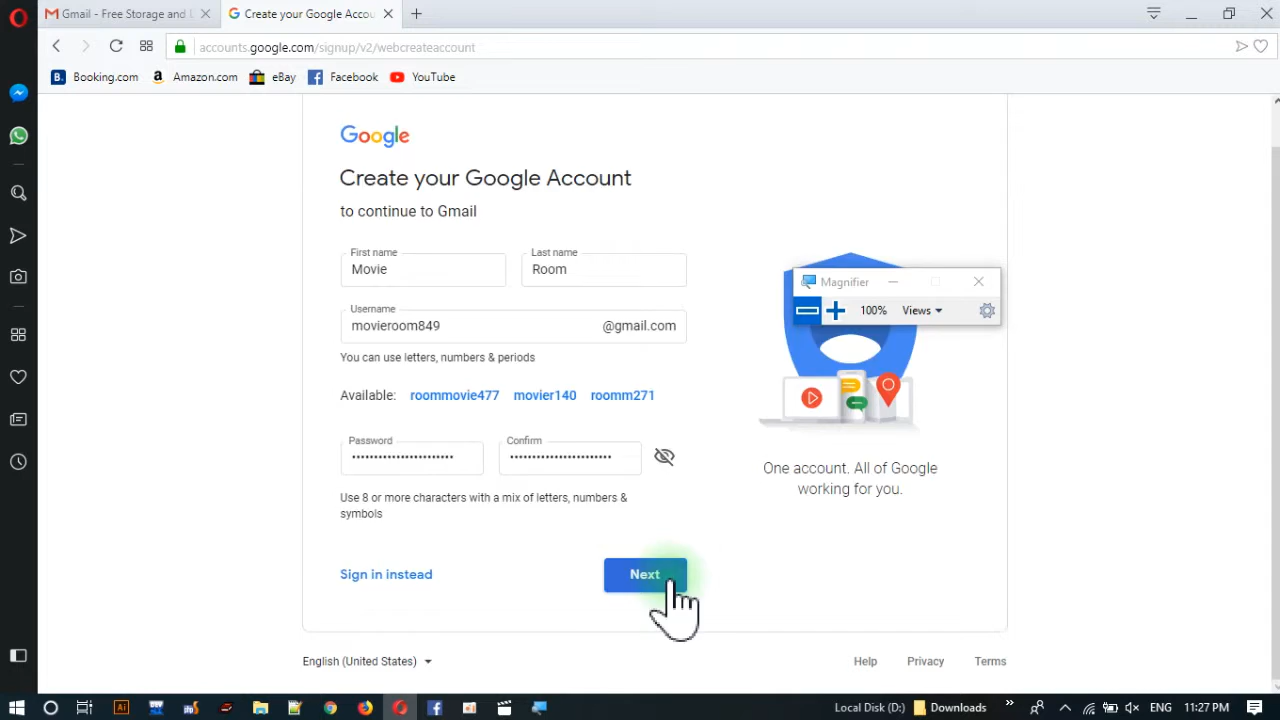 Gmail - Free Storage and
Create your Google Accou
accounts.google.com/signup/v2/webcreateaccount
B. Booking.com
a Amazon.com
eBay
Facebook
YouTube
Google
Create your Google Account
to continue to Gmail
First name
Movie
Last name
Room
Username
movieroom849
@gmail.com
You can use letters, numbers & periods
Available: roommovie477 movier140 roomm271
Password
•••••••••••••••••••••••
Confirm
•••••••••••••••••••••••
Use 8 or more characters with a mix of letters, numbers &
symbols
Sign in instead
Next
Magnifier
100%
Views
One account. All of Google
working for you.
English (United States)
Help
Privacy
Terms
Ai
php
Local Disk (D:)
Downloads
ENG
11:27 PM